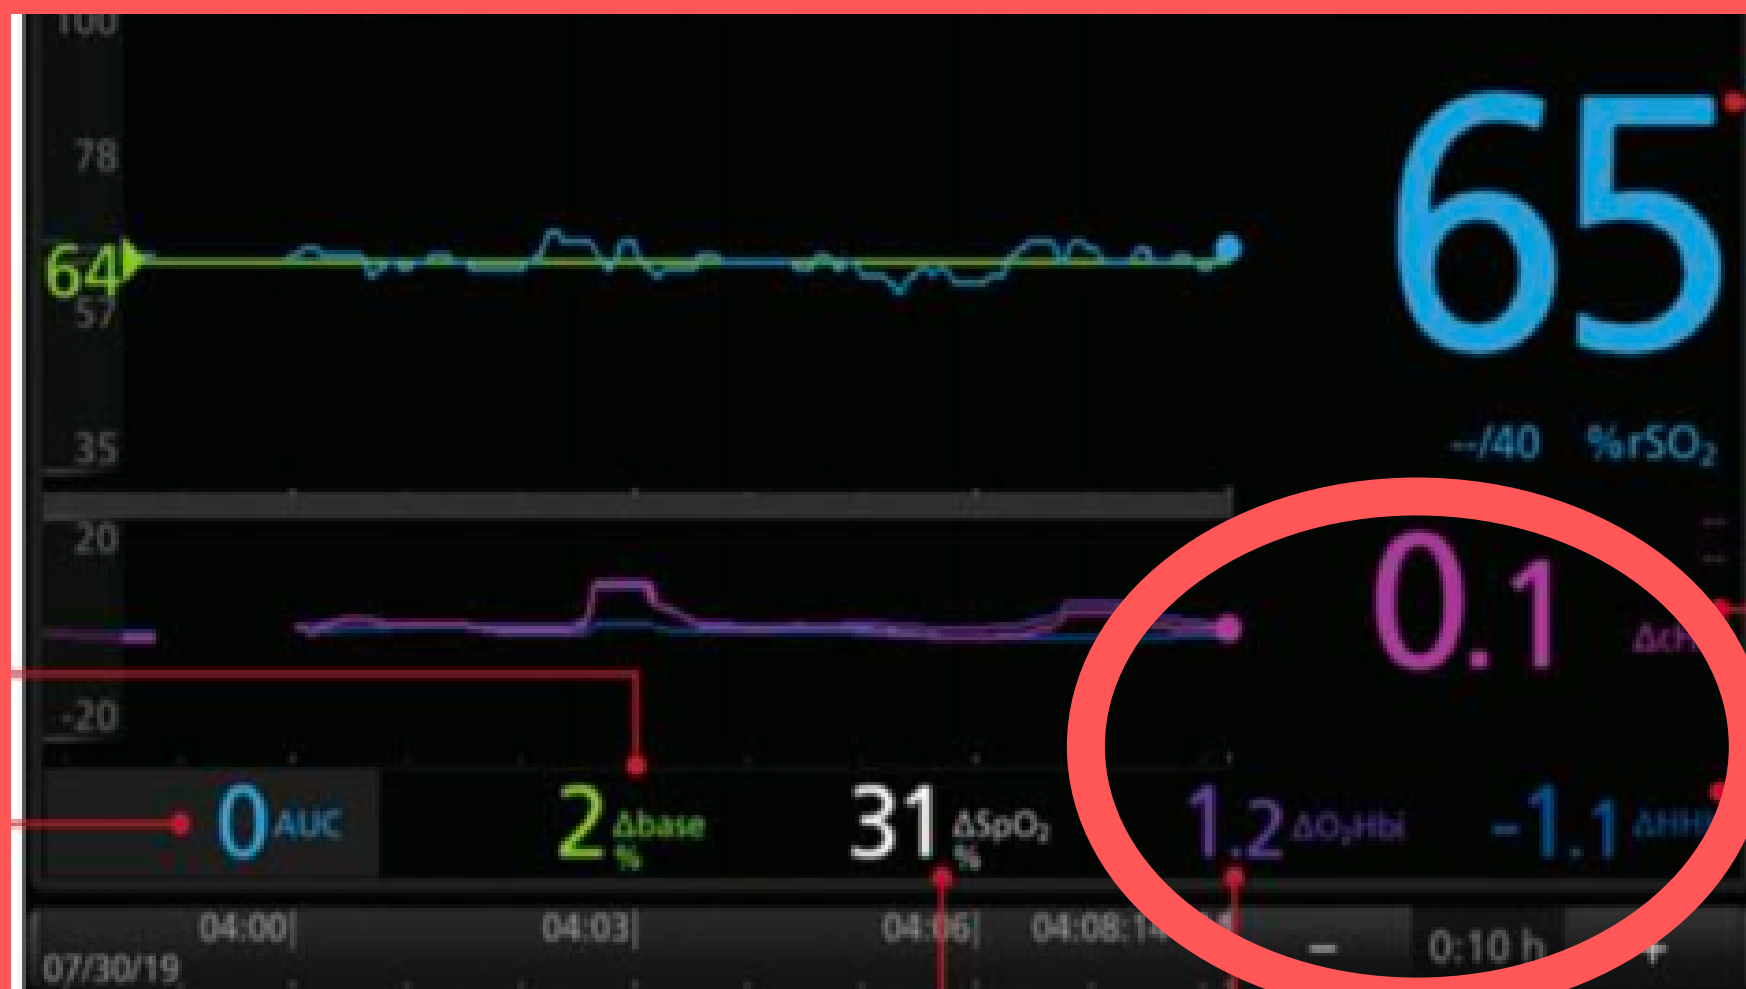 100
78
64
57
35
65
--/40 %rSO₂
20
-20
0.1
--
--
0 AUC
2 Δbase %
31 ΔSpO₂ %
1.2 ΔO₂Hbi
-1.1
04:00 04:03 04:06
07/30/19
- 0:10 h +